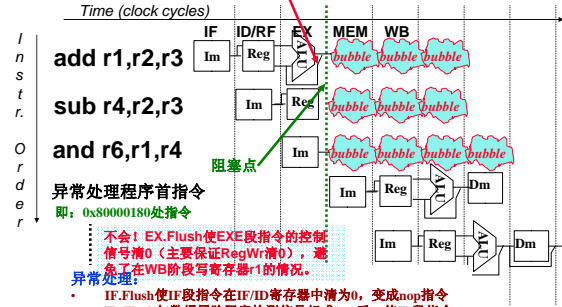 Time (clock cycles)
Instr. Order
IF ID/RF EX MEM WB
add r1,r2,r3 Im Reg ALU bubble bubble
sub r4,r2,r3 Im Reg bubble bubble bubble
and r6,r1,r4 Im bubble bubble bubble bubble
阻塞点
异常处理程序首指令 Im Reg ALU Dm
即：0x80000180处指令
Im Reg ALU Dm
不会！EX.Flush使EXE段指令的控制
信号清0（主要保证RegWr清0），避
免了在WB阶段写寄存器r1的情况。
异常处理：
• IF.Flush使IF段指令在IF/ID寄存器中清为0，变成nop指令